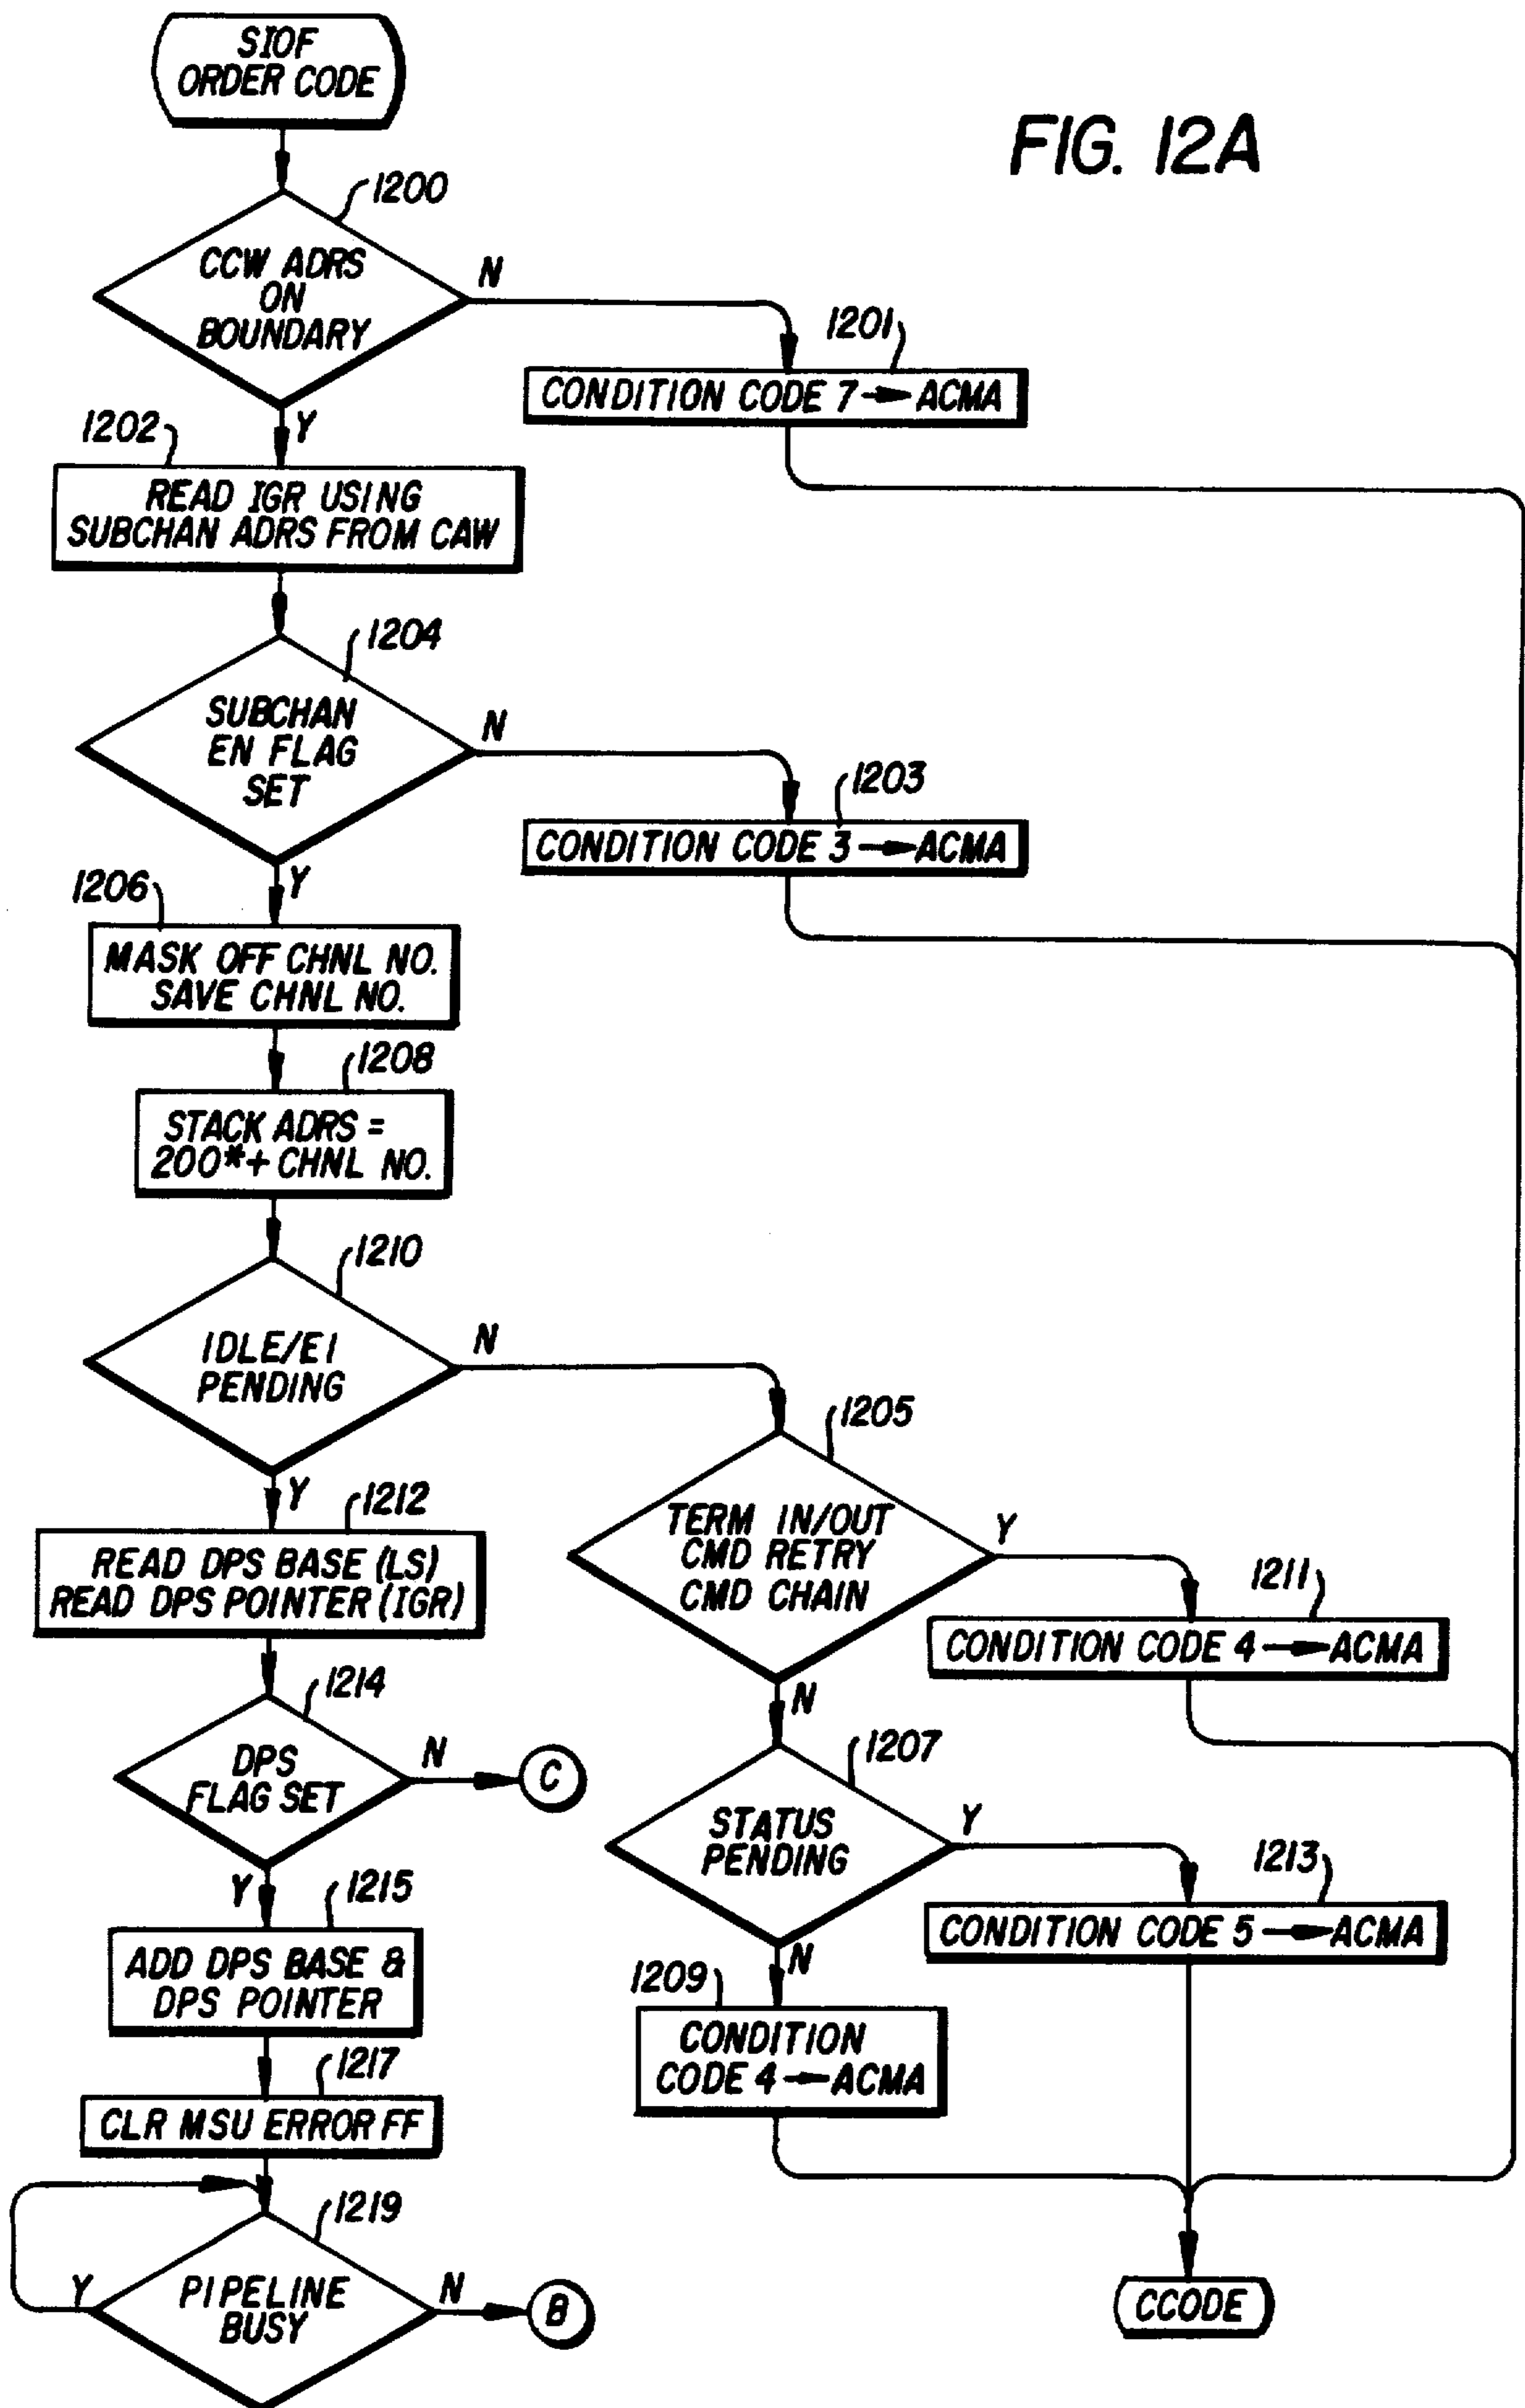 SIOF
ORDER CODE
FIG. 12A
1200
CCW ADRS
ON
BOUNDARY
N
Y
1201
CONDITION CODE 7 → ACMA
1202
READ IGR USING
SUBCHAN ADRS FROM CAW
1204
SUBCHAN
EN FLAG
SET
N
Y
1203
CONDITION CODE 3 → ACMA
1206
MASK OFF CHNL NO.
SAVE CHNL NO.
1208
STACK ADRS =
200*+ CHNL NO.
1210
IDLE/EI
PENDING
N
Y
1205
TERM IN/OUT
CMD RETRY
CMD CHAIN
Y
N
1211
CONDITION CODE 4 → ACMA
1212
READ DPS BASE (LS)
READ DPS POINTER (IGR)
1214
DPS
FLAG SET
N
C
Y
1207
STATUS
PENDING
Y
N
1213
CONDITION CODE 5 → ACMA
1209
CONDITION
CODE 4 → ACMA
1215
ADD DPS BASE &
DPS POINTER
1217
CLR MSU ERROR FF
1219
PIPELINE
BUSY
Y
N
B
CCODE